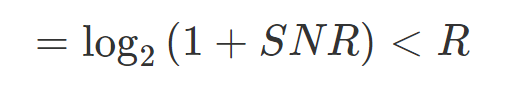 = log₂ (1 + SNR) < R